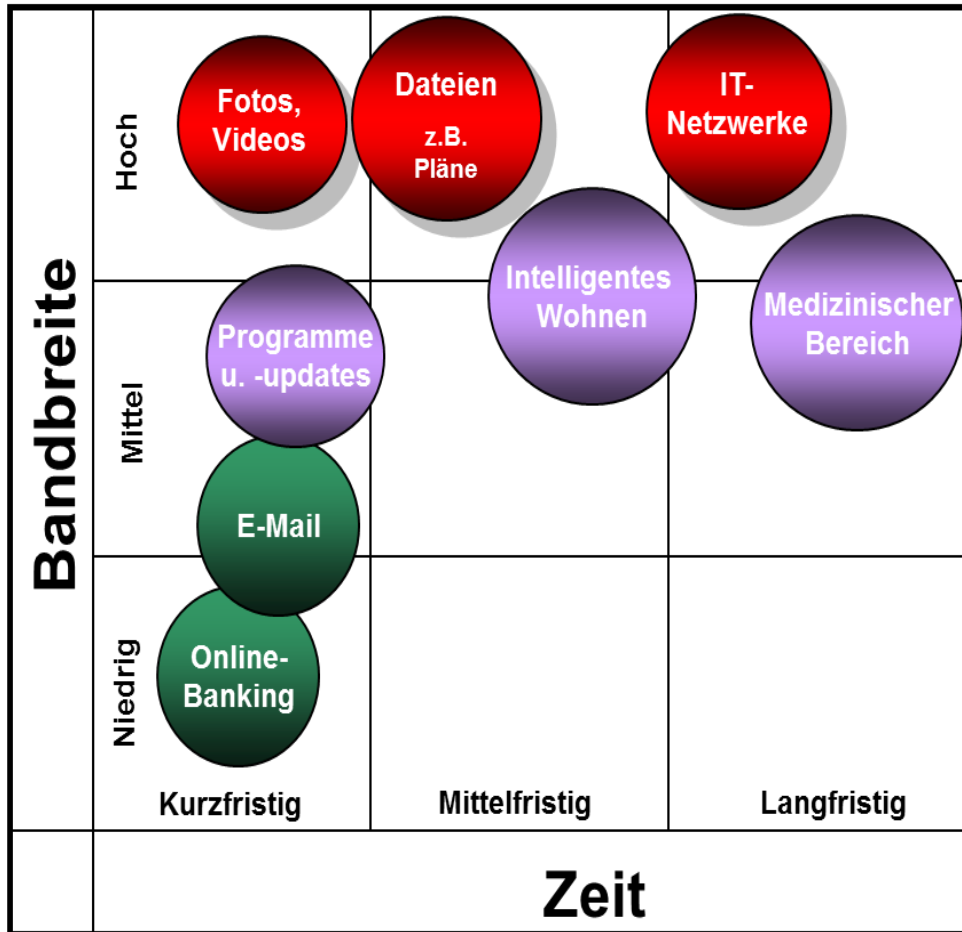 Bandbreite
Hoch
Mittel
Niedrig
Fotos,
Videos
Dateien
z.B.
Pläne
IT-
Netzwerke
Intelligentes
Wohnen
Medizinischer
Bereich
Programme
u. -updates
E-Mail
Online-
Banking
Kurzfristig
Mittelfristig
Langfristig
Zeit